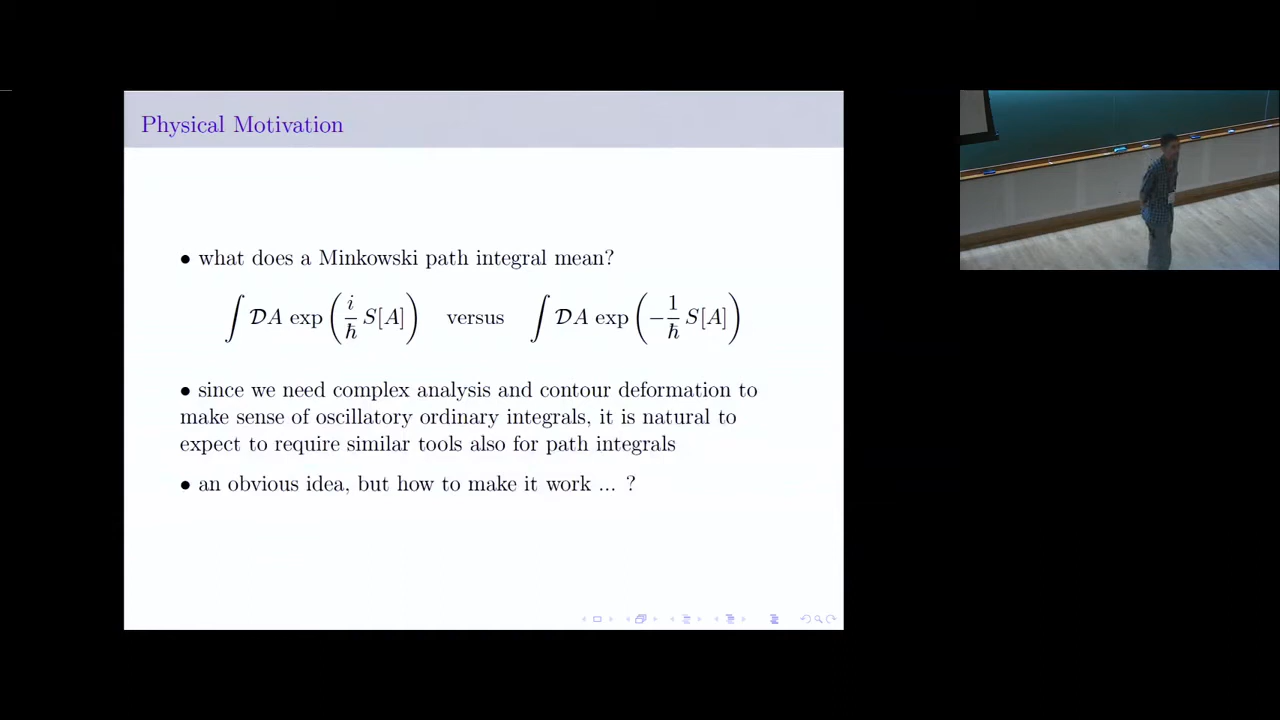 Physical Motivation
• what does a Minkowski path integral mean?
∫ 𝒟A exp (i/ħ S[A]) versus ∫ 𝒟A exp (−1/ħ S[A])
• since we need complex analysis and contour deformation to
make sense of oscillatory ordinary integrals, it is natural to
expect to require similar tools also for path integrals
• an obvious idea, but how to make it work ... ?